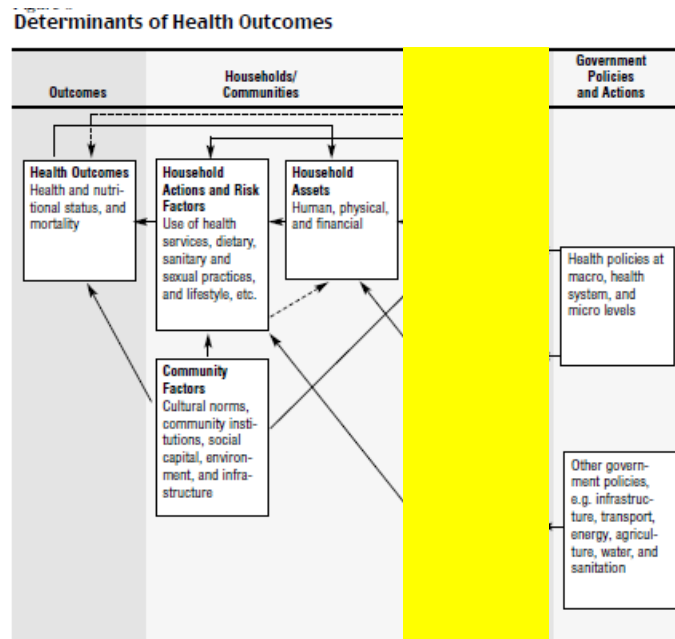 Determinants of Health Outcomes
Outcomes
Households/
Communities
Government
Policies
and Actions
Health Outcomes
Health and nutri-
tional status, and
mortality
Household
Actions and Risk
Factors
Use of health
services, dietary,
sanitary and
sexual practices,
and lifestyle, etc.
Household
Assets
Human, physical,
and financial
Community
Factors
Cultural norms,
community insti-
tutions, social
capital, environ-
ment, and infra-
structure
Health policies at
macro, health
system, and
micro levels
Other govern-
ment policies,
e.g. infrastruc-
ture, transport,
energy, agricul-
ture, water, and
sanitation